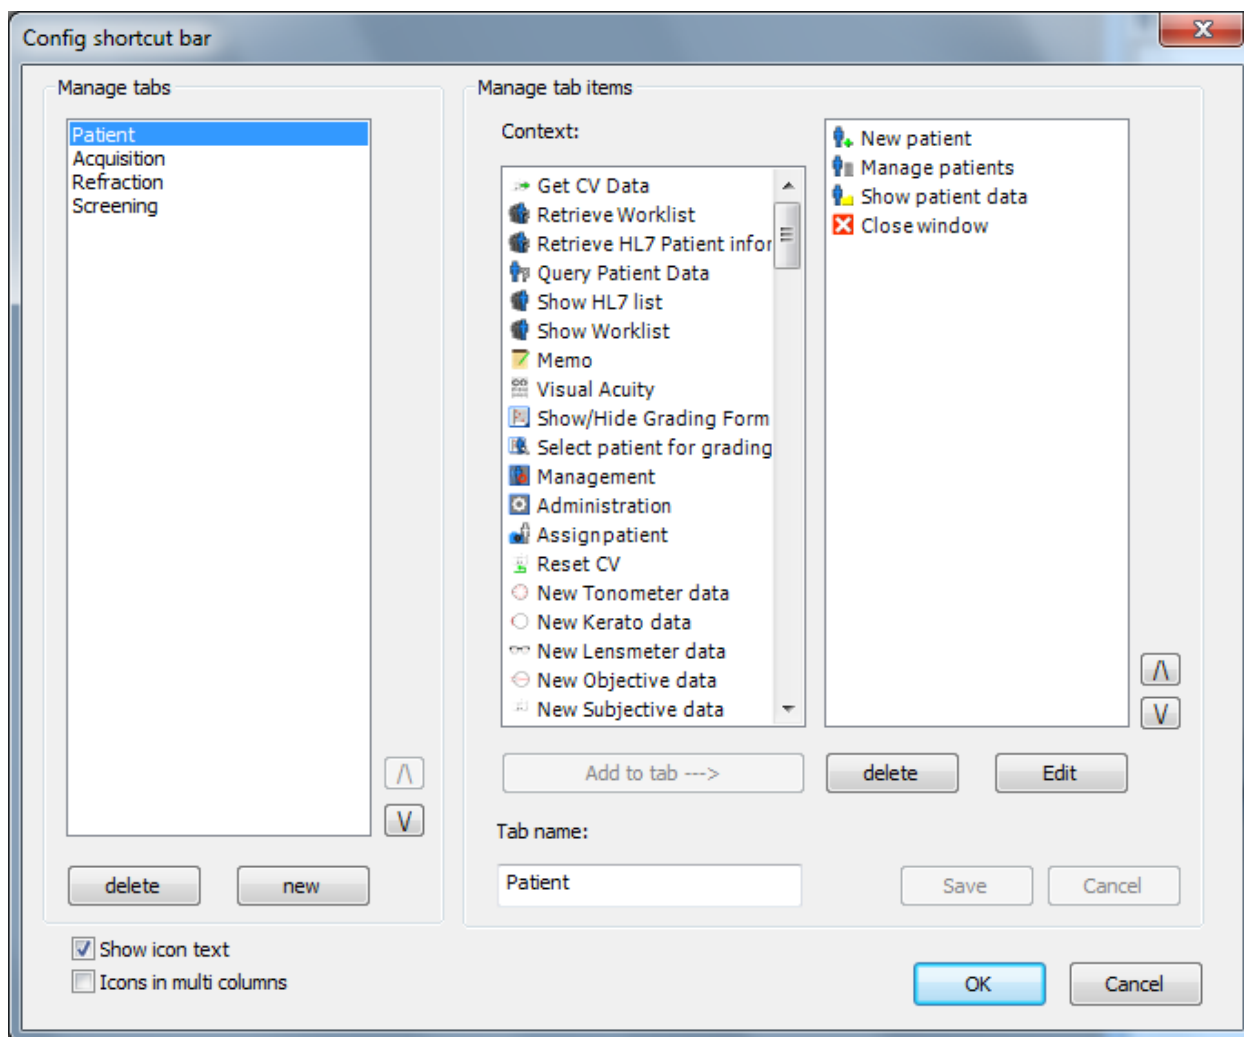 Config shortcut bar
Manage tabs
Patient
Acquisition
Refraction
Screening
/\
V
delete
new
Show icon text
Icons in multi columns
Manage tab items
Context:
Get CV Data
Retrieve Worklist
Retrieve HL7 Patient infor
Query Patient Data
Show HL7 list
Show Worklist
Memo
Visual Acuity
Show/Hide Grading Form
Select patient for grading
Management
Administration
Assign patient
Reset CV
New Tonometer data
New Kerato data
New Lensmeter data
New Objective data
New Subjective data
New patient
Manage patients
Show patient data
Close window
/\
V
Add to tab --->
delete
Edit
Tab name:
Patient
Save
Cancel
OK
Cancel